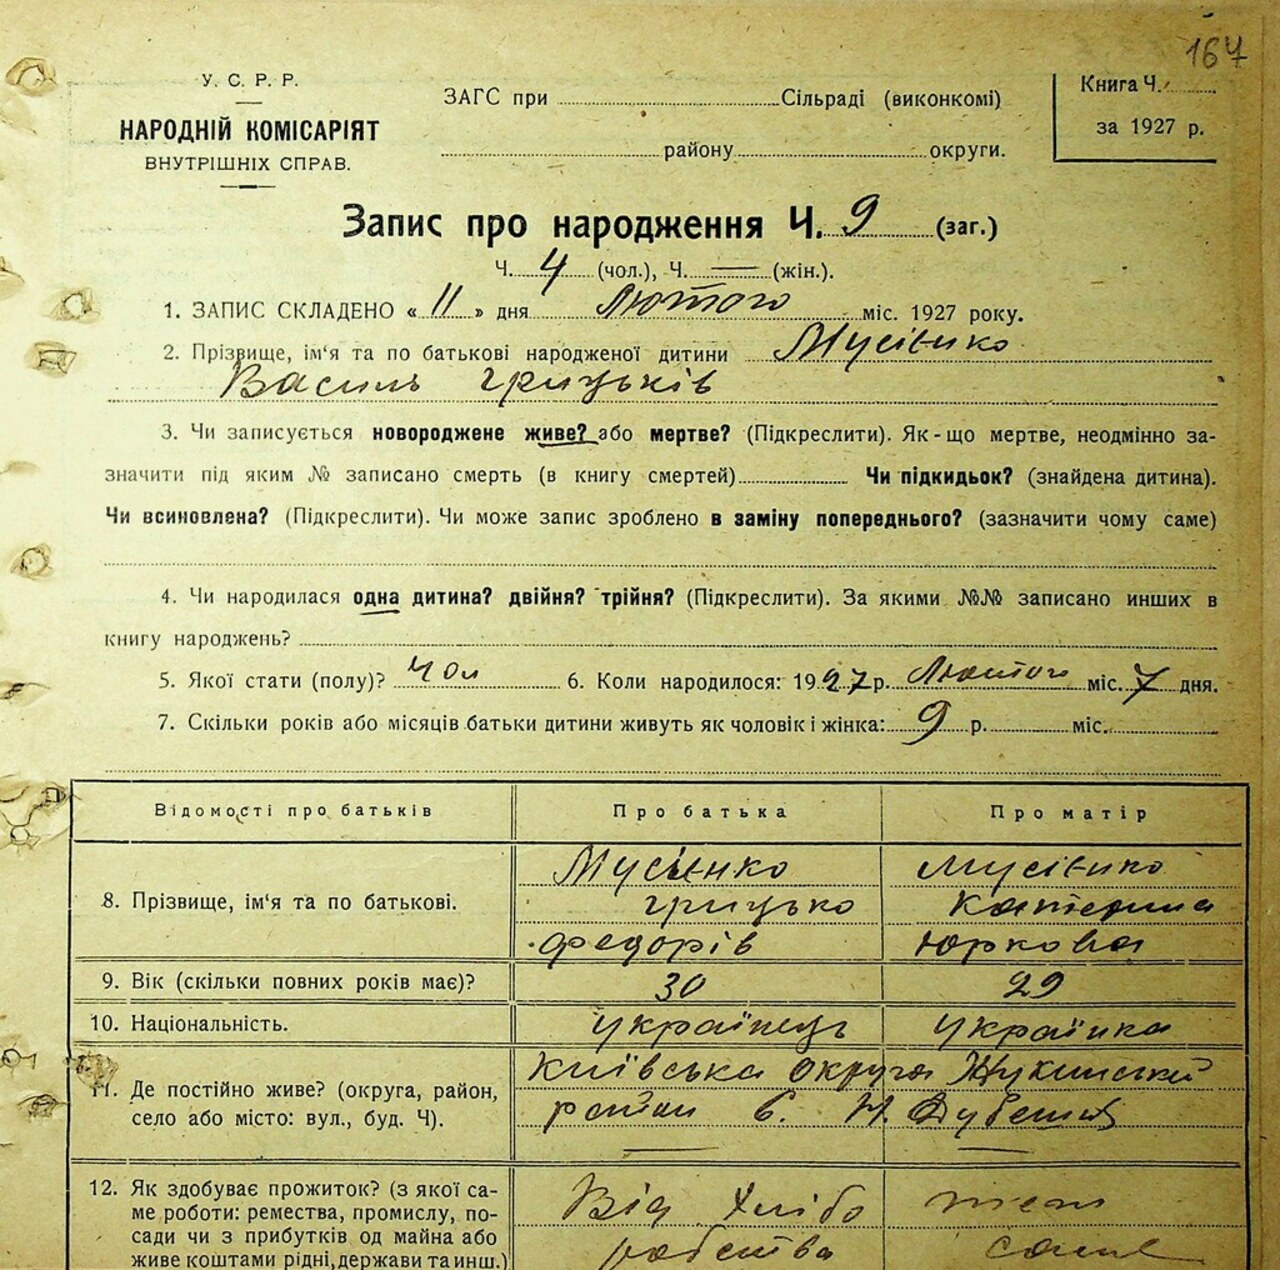 167
У. С. Р. Р.
НАРОДНІЙ КОМІСАРІЯТ
ВНУТРІШНІХ СПРАВ.
ЗАГС при Сільраді (виконкомі)
району округи.
Книга Ч.
за 1927 р.
Запис про народження Ч. 9 (заг.)
Ч. 4 (чол.), Ч. — (жін.).
1. ЗАПИС СКЛАДЕНО « 11 » дня Лютого міс. 1927 року.
2. Прізвище, ім'я та по батькові народженої дитини Мусієнко
Василь Грицьків
3. Чи записується новороджене живе? або мертве? (Підкреслити). Як-що мертве, неодмінно за-
значити під яким № записано смерть (в книгу смертей) Чи підкидьок? (знайдена дитина).
Чи всиновлена? (Підкреслити). Чи може запис зроблено в заміну попереднього? (зазначити чому саме)
4. Чи народилася одна дитина? двійня? трійня? (Підкреслити). За якими №№ записано инших в
книгу народжень?
5. Якої стати (полу)? Чол 6. Коли народилося: 1927 р. Лютого міс. 7 дня.
7. Скільки років або місяців батьки дитини живуть як чоловік і жінка: 9 р. міс.
Відомості про батьків Про батька Про матір
8. Прізвище, ім'я та по батькові. Мусієнко Грицько Федорів Мусієнко Катерина Юркова
9. Вік (скільки повних років має)? 30 29
10. Національність. Українець Українка
11. Де постійно живе? (округа, район, Київська округа Жукинський
село або місто: вул., буд. Ч). район с. Н. Дубечня
12. Як здобуває прожиток? (з якої са- Від хлібо
ме роботи: ремества, промислу, по-
сади чи з прибутків од майна або робства
живе коштами рідні, держави та инш.)